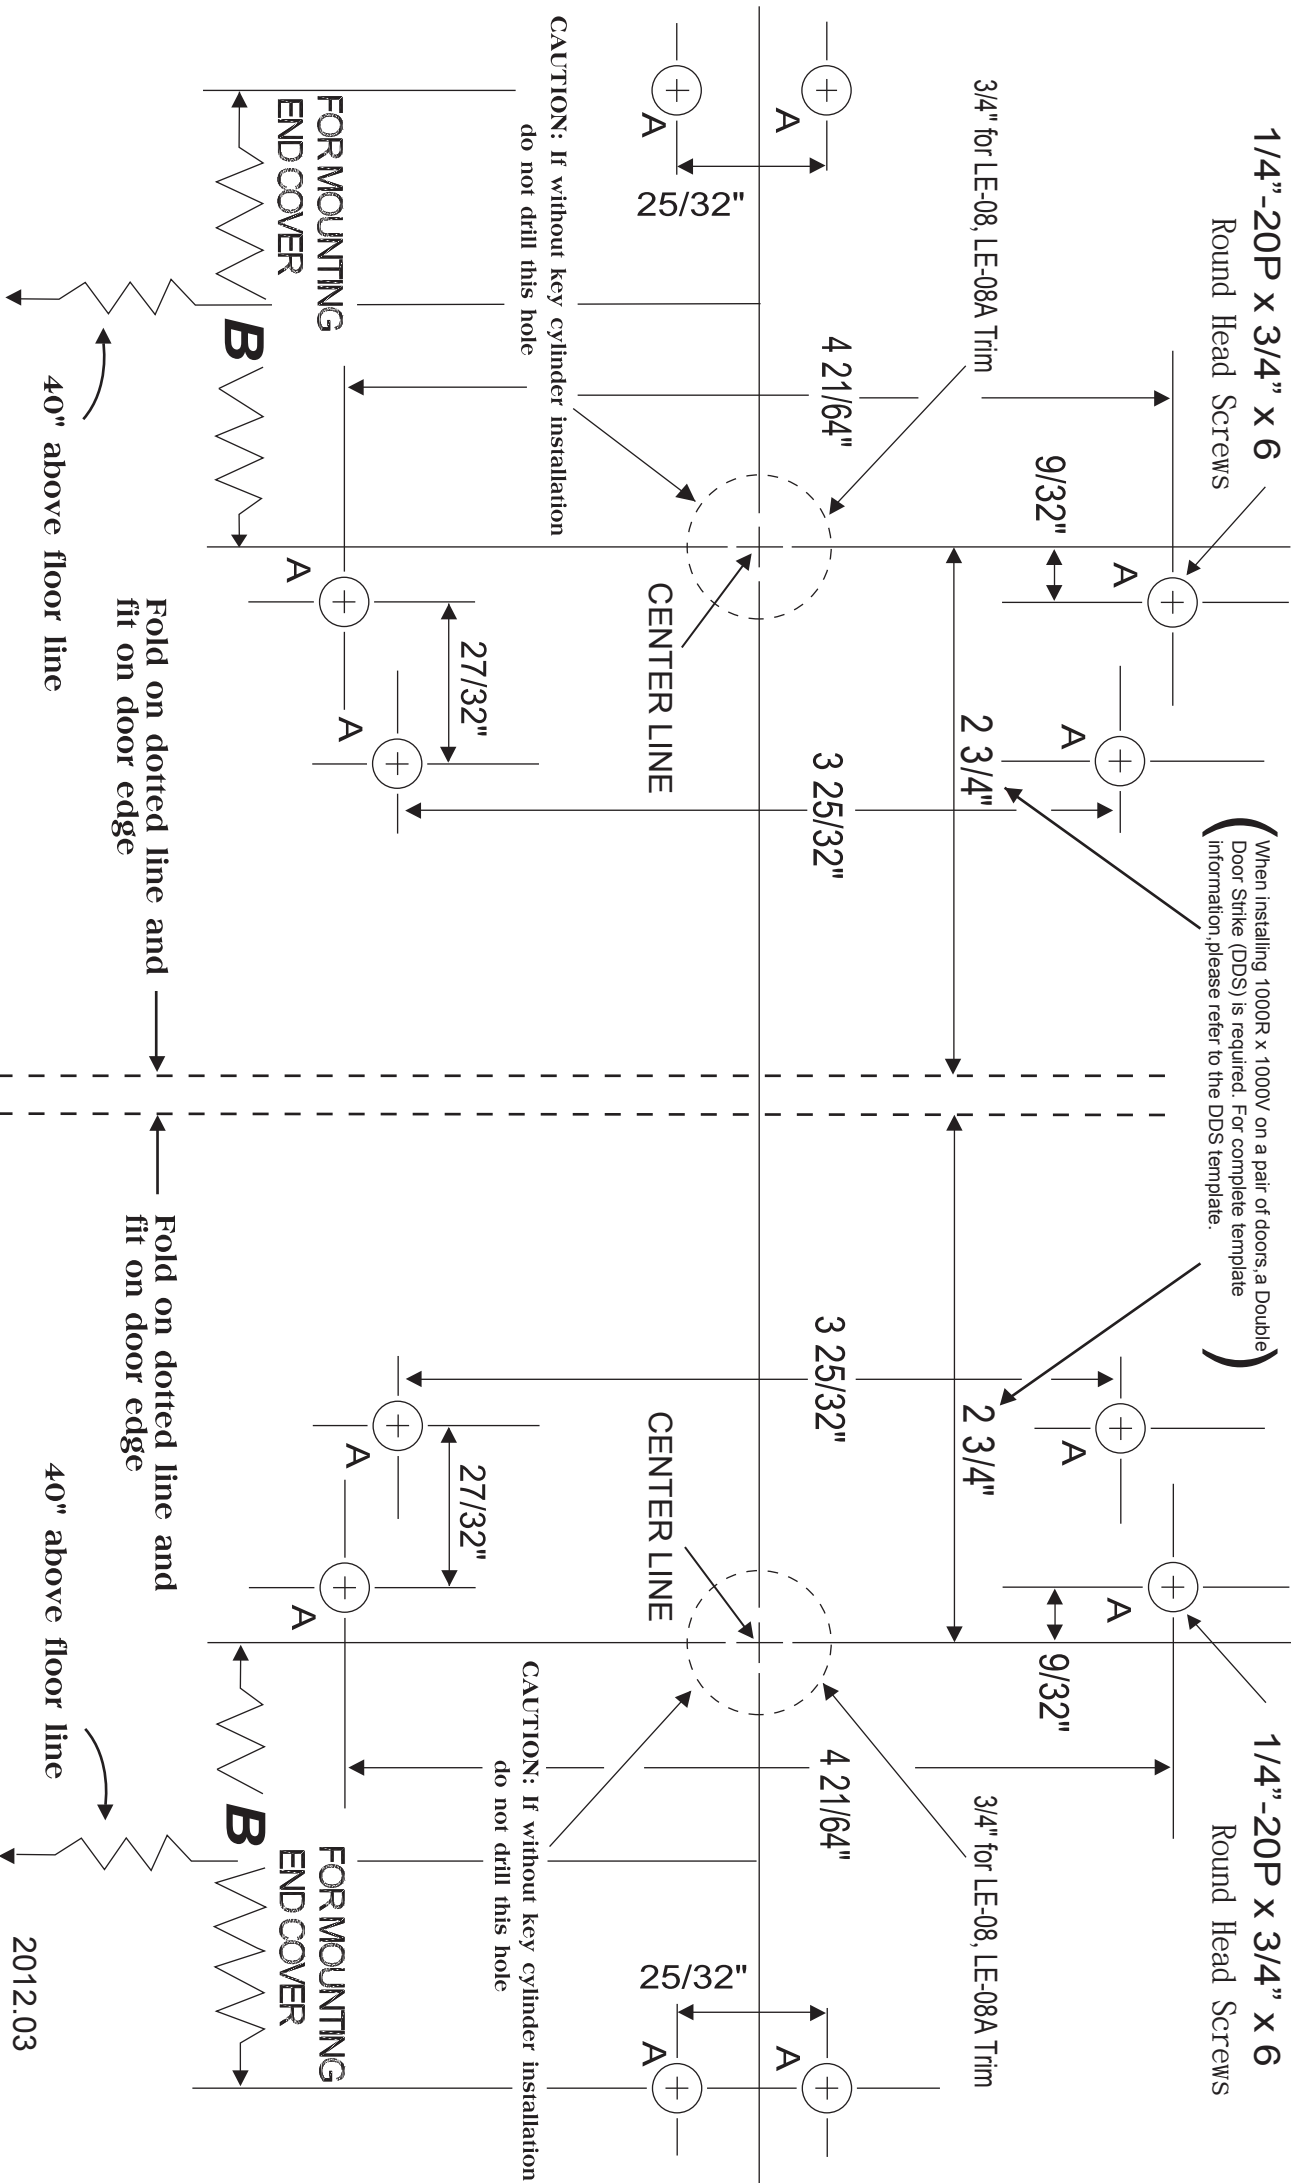 1/4”-20P x 3/4” x 6
Round Head Screws
1/4”-20P x 3/4” x 6
Round Head Screws
(When installing 1000R x 1000V on a pair of doors,a Double
Door Strike (DDS) is required. For complete template
information,please refer to the DDS template.)
3/4" for LE-08, LE-08A Trim
9/32"
A
A
2 3/4"
2 3/4"
A
A
9/32"
3/4" for LE-08, LE-08A Trim
A
A
25/32"
4 21/64"
3 25/32"
3 25/32"
4 21/64"
A
A
25/32"
CENTER LINE
CENTER LINE
CAUTION: If without key cylinder installation
do not drill this hole
27/32"
27/32"
CAUTION: If without key cylinder installation
do not drill this hole
A
A
A
A
FOR MOUNTING
END COVER
B
FOR MOUNTING
END COVER
B
Fold on dotted line and
fit on door edge
Fold on dotted line and
fit on door edge
40" above floor line
40" above floor line
2012.03